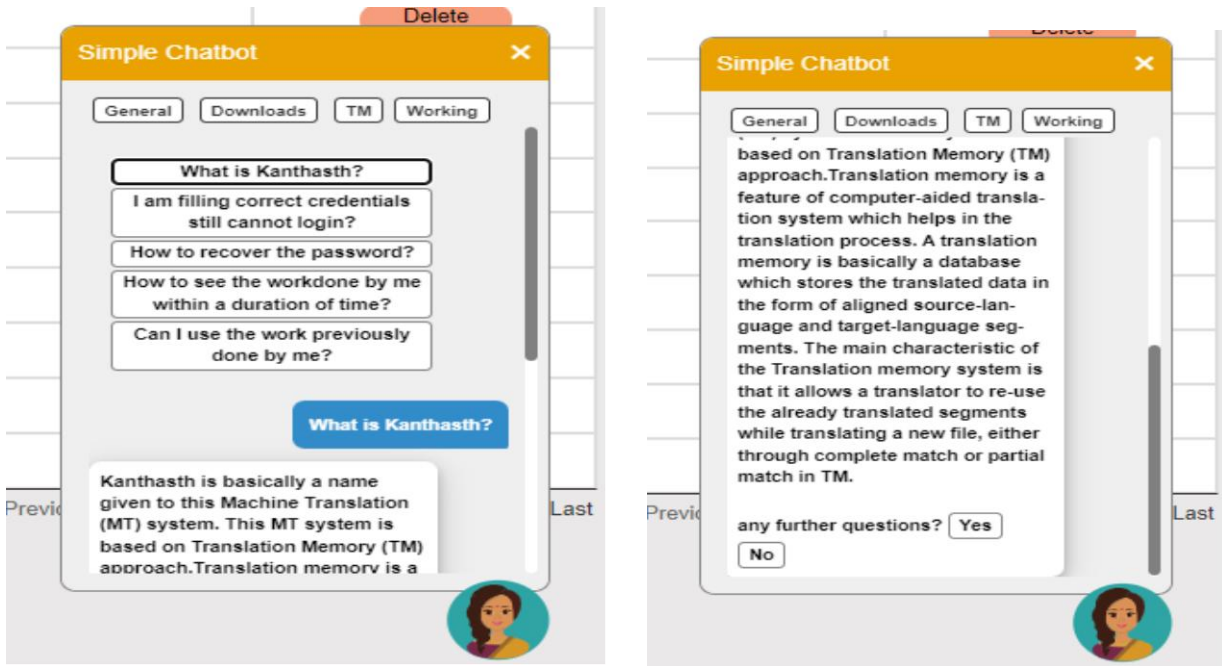 Delete
Simple Chatbot ×
General Downloads TM Working
What is Kanthasth?
I am filling correct credentials
still cannot login?
How to recover the password?
How to see the workdone by me
within a duration of time?
Can I use the work previously
done by me?
What is Kanthasth?
Kanthasth is basically a name
given to this Machine Translation
(MT) system. This MT system is
based on Translation Memory (TM)
approach.Translation memory is a
Last
Delete
Simple Chatbot ×
General Downloads TM Working
based on Translation Memory (TM)
approach.Translation memory is a
feature of computer-aided transla-
tion system which helps in the
translation process. A translation
memory is basically a database
which stores the translated data in
the form of aligned source-lan-
guage and target-language seg-
ments. The main characteristic of
the Translation memory system is
that it allows a translator to re-use
the already translated segments
while translating a new file, either
through complete match or partial
match in TM.
any further questions? Yes
No
Last